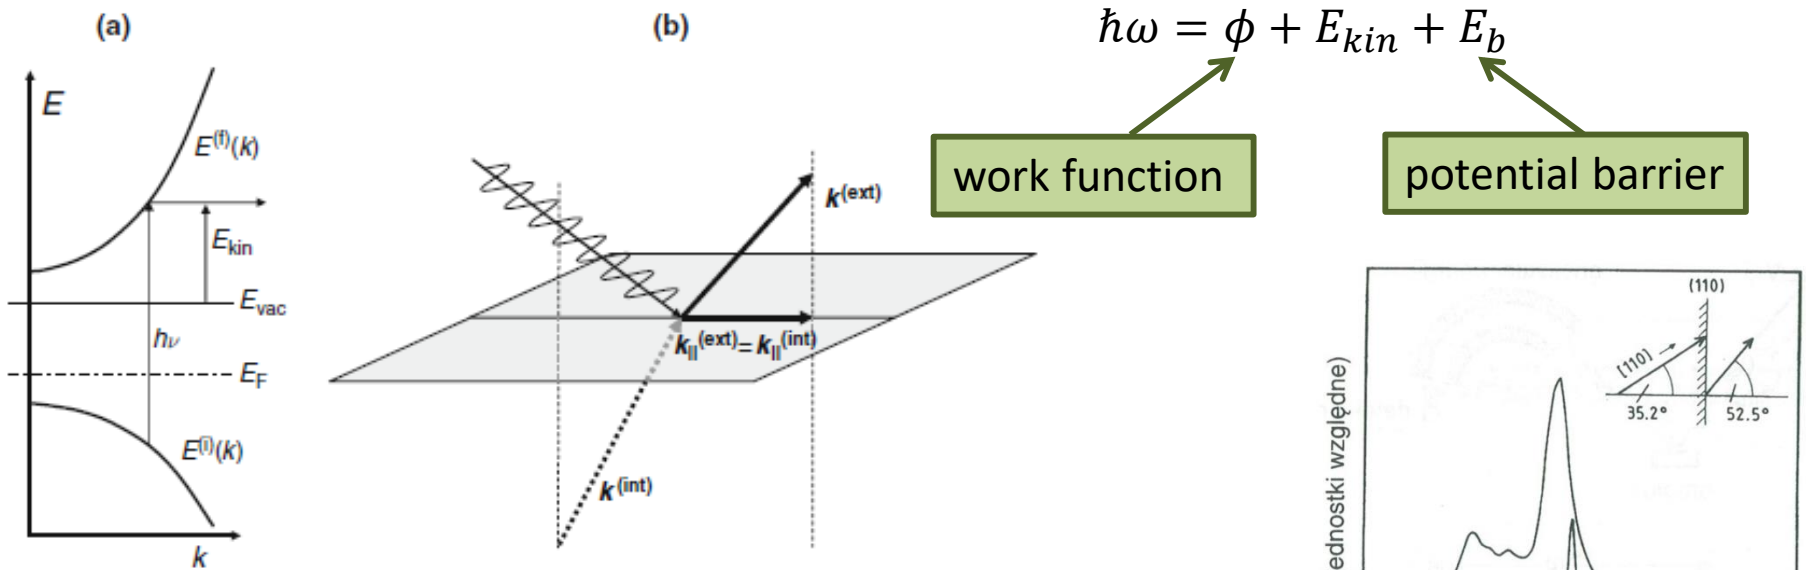 (a)
E
E⁽ᶠ⁾(k)
E_kin
E_vac
hν
E_F
E⁽ⁱ⁾(k)
k
(b)
k⁽ᵉˣᵗ⁾
k_||⁽ᵉˣᵗ⁾= k_||⁽ⁱⁿᵗ⁾
k⁽ⁱⁿᵗ⁾
ℏω = ϕ + E_kin + E_b
work function
potential barrier
(110)
[110]
35.2°
52.5°
ednostki względne)